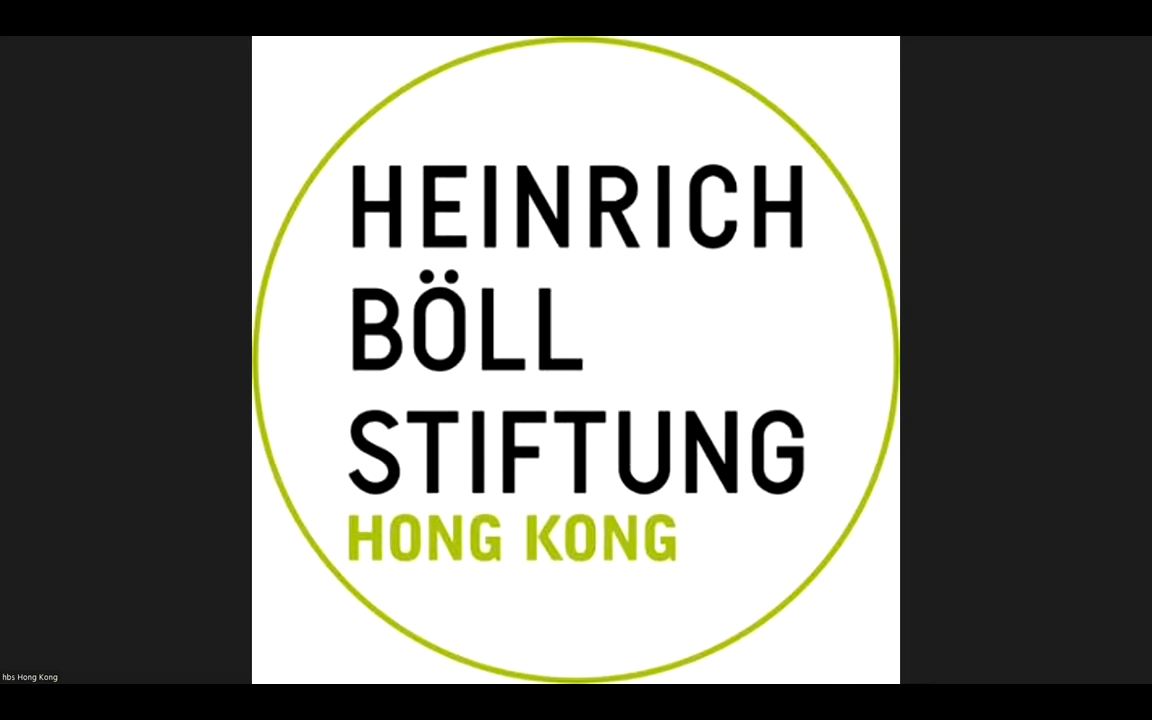 HEINRICH
BÖLL
STIFTUNG
HONG KONG
hbs Hong Kong